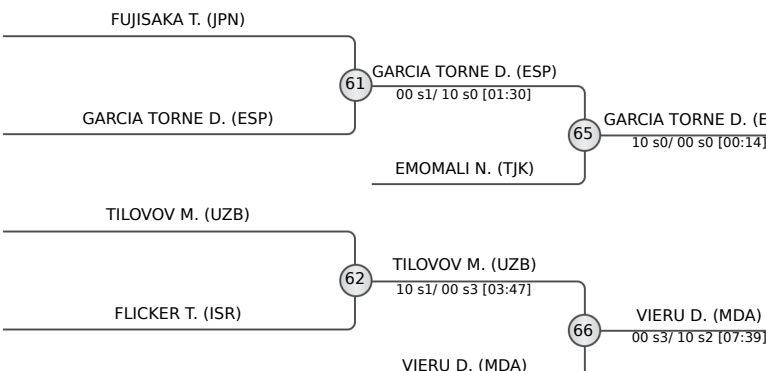 FUJISAKA T. (JPN)
61
GARCIA TORNE D. (ESP)
00 s1/ 10 s0 [01:30]
GARCIA TORNE D. (ESP)
65
GARCIA TORNE D. (E
10 s0/ 00 s0 [00:14]
EMOMALI N. (TJK)
TILOVOV M. (UZB)
62
TILOVOV M. (UZB)
10 s1/ 00 s3 [03:47]
FLICKER T. (ISR)
66
VIERU D. (MDA)
00 s3/ 10 s2 [07:39]
VIERU D. (MDA)